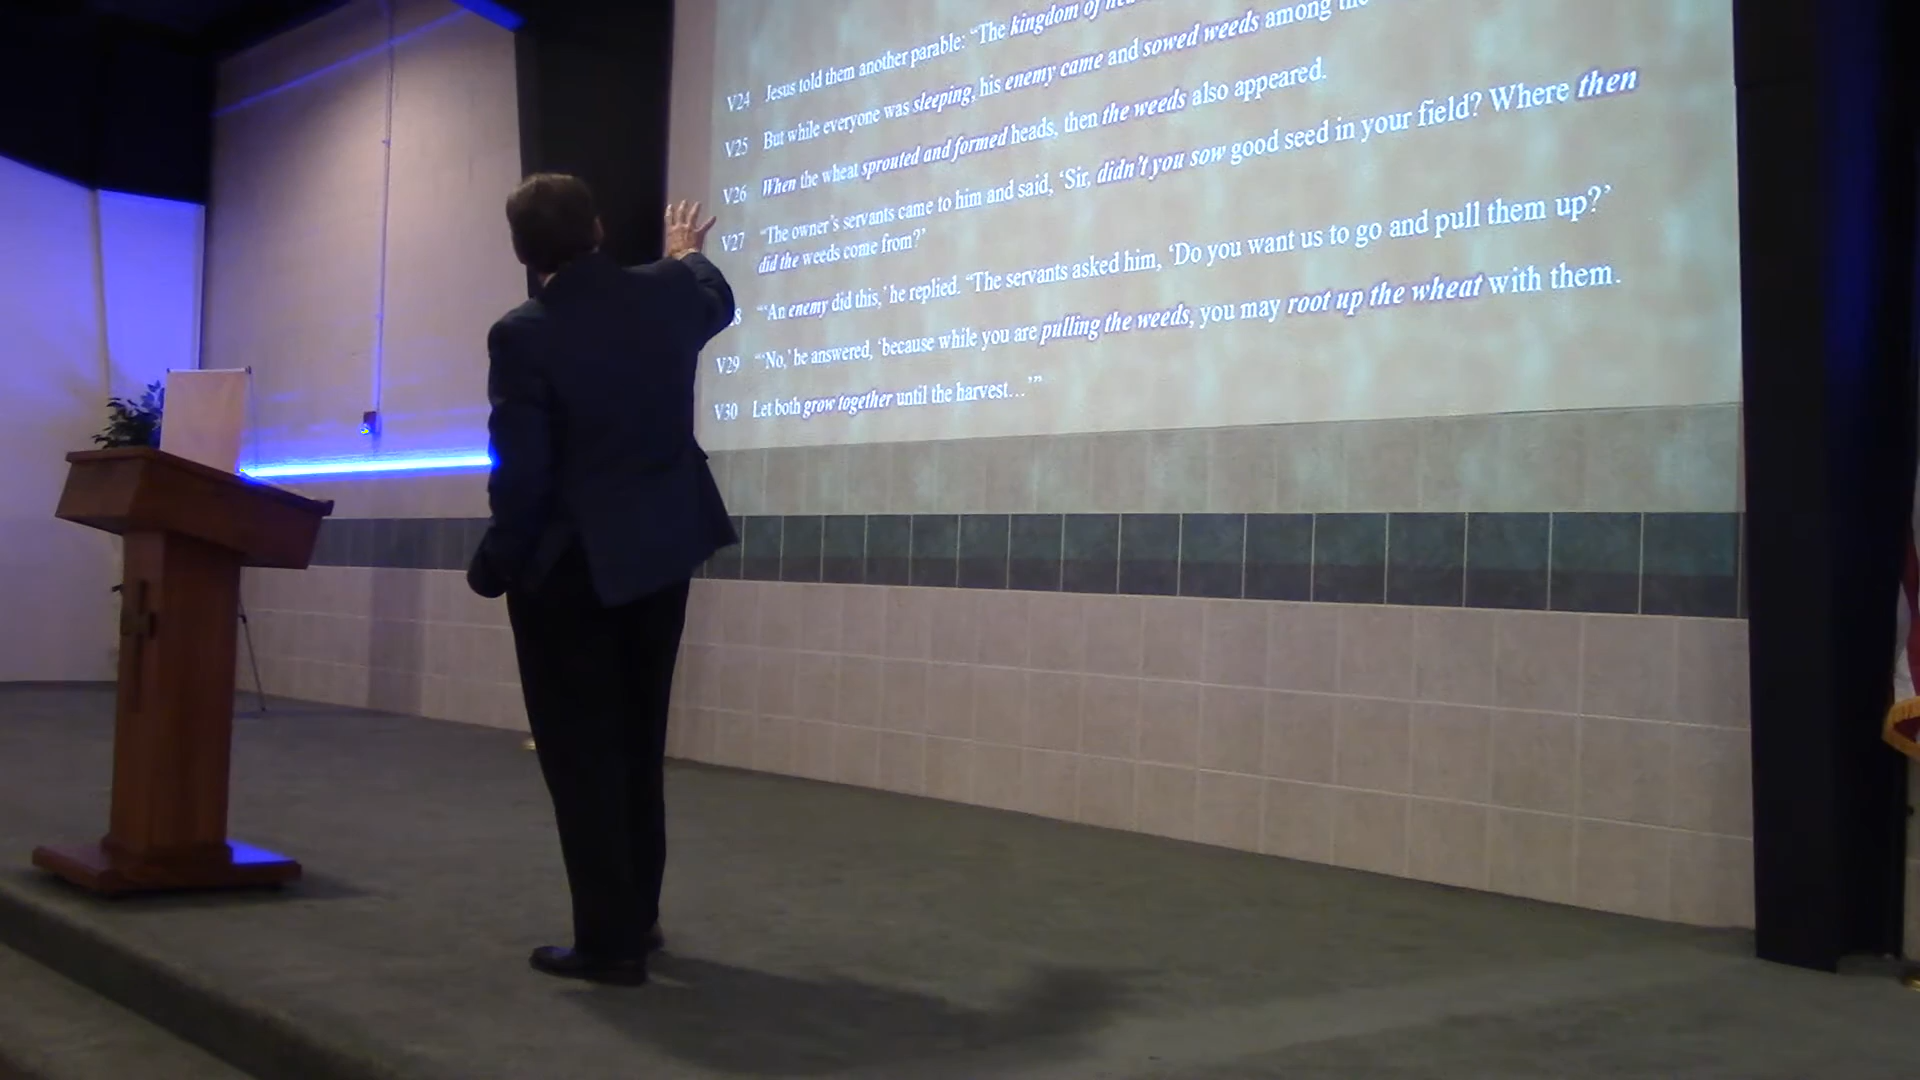 V24 Jesus told them another parable: “The kingdom of
V25 But while everyone was sleeping, his enemy came and sowed weeds among the
V26 When the wheat sprouted and formed heads, then the weeds also appeared.
V27 “The owner’s servants came to him and said, ‘Sir, didn’t you sow good seed in your field? Where then
did the weeds come from?’
8 “‘An enemy did this,’ he replied. “The servants asked him, ‘Do you want us to go and pull them up?’
V29 “‘No,’ he answered, ‘because while you are pulling the weeds, you may root up the wheat with them.
V30 Let both grow together until the harvest…’”